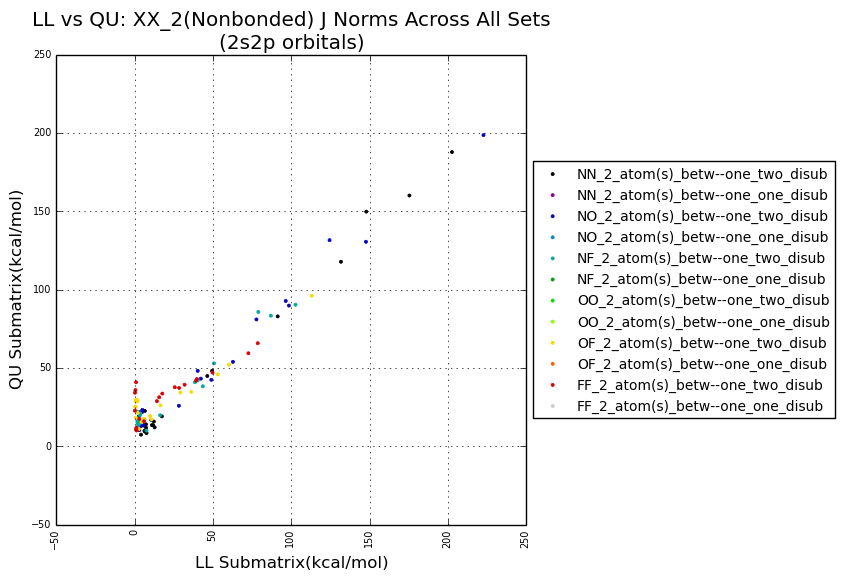 LL vs QU: XX_2(Nonbonded) J Norms Across All Sets
(2s2p orbitals)
250
200
150
100
50
0
−50
QU Submatrix(kcal/mol)
−50
0
50
100
150
200
250
LL Submatrix(kcal/mol)
NN_2_atom(s)_betw--one_two_disub
NN_2_atom(s)_betw--one_one_disub
NO_2_atom(s)_betw--one_two_disub
NO_2_atom(s)_betw--one_one_disub
NF_2_atom(s)_betw--one_two_disub
NF_2_atom(s)_betw--one_one_disub
OO_2_atom(s)_betw--one_two_disub
OO_2_atom(s)_betw--one_one_disub
OF_2_atom(s)_betw--one_two_disub
OF_2_atom(s)_betw--one_one_disub
FF_2_atom(s)_betw--one_two_disub
FF_2_atom(s)_betw--one_one_disub